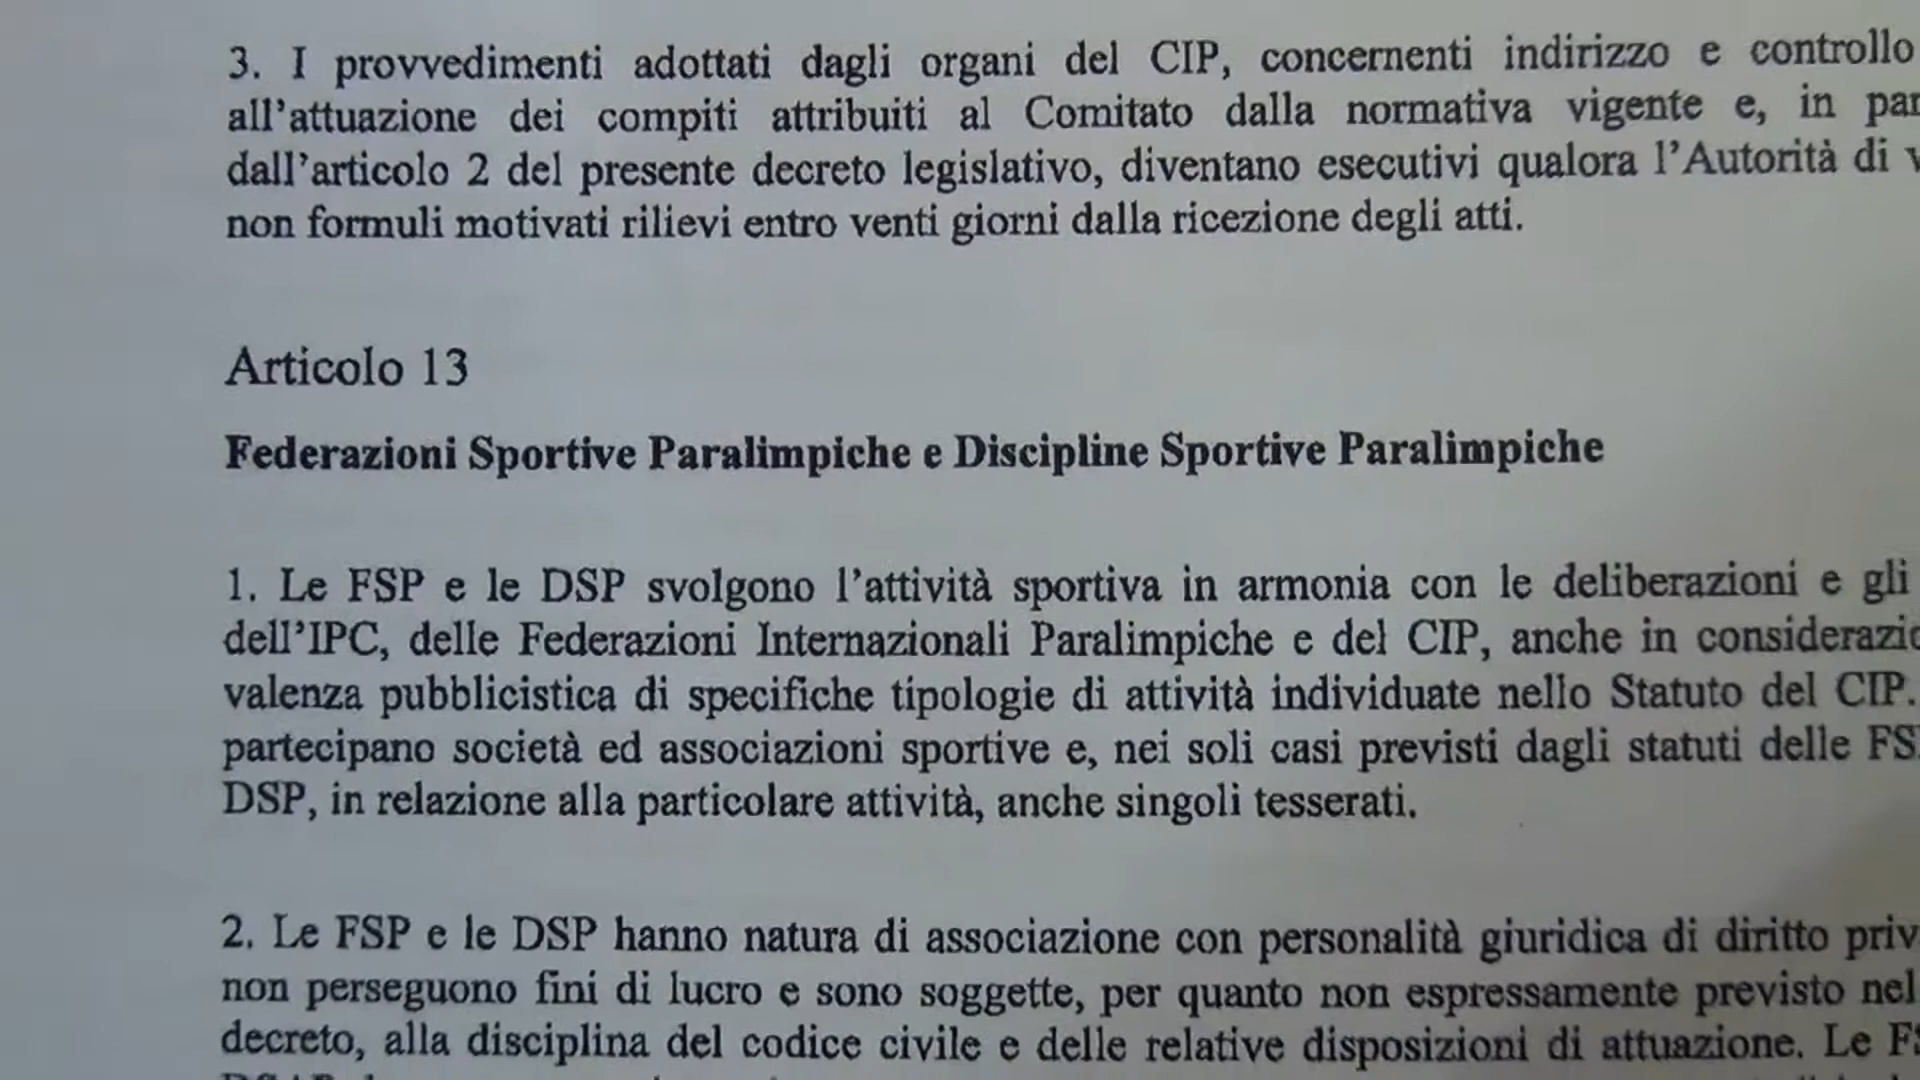 3. I provvedimenti adottati dagli organi del CIP, concernenti indirizzo e controllo
all’attuazione dei compiti attribuiti al Comitato dalla normativa vigente e, in
dall’articolo 2 del presente decreto legislativo, diventano esecutivi qualora l’Autorità di
non formuli motivati rilievi entro venti giorni dalla ricezione degli atti.
Articolo 13
Federazioni Sportive Paralimpiche e Discipline Sportive Paralimpiche
1. Le FSP e le DSP svolgono l’attività sportiva in armonia con le deliberazioni e gli
dell’IPC, delle Federazioni Internazionali Paralimpiche e del CIP, anche in
valenza pubblicistica di specifiche tipologie di attività individuate nello Statuto del CIP.
partecipano società ed associazioni sportive e, nei soli casi previsti dagli statuti delle
DSP, in relazione alla particolare attività, anche singoli tesserati.
2. Le FSP e le DSP hanno natura di associazione con personalità giuridica di diritto
non perseguono fini di lucro e sono soggette, per quanto non espressamente previsto nel
decreto, alla disciplina del codice civile e delle relative disposizioni di attuazione. Le